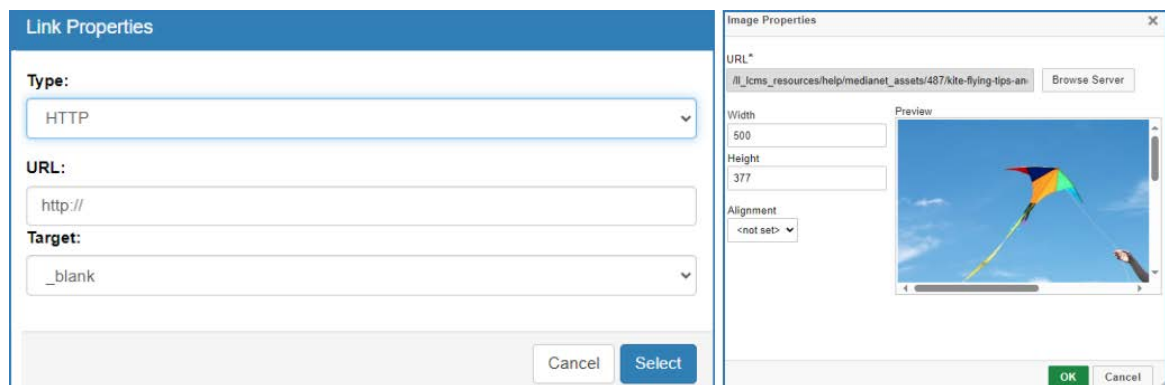 Link Properties
Type:
HTTP
URL:
http://
Target:
_blank
Cancel Select
Image Properties
URL*
/ll_lcms_resources/help/medianet_assets/487/kite-flying-tips-an Browse Server
Width
500
Height
377
Alignment
<not set>
Preview
OK Cancel